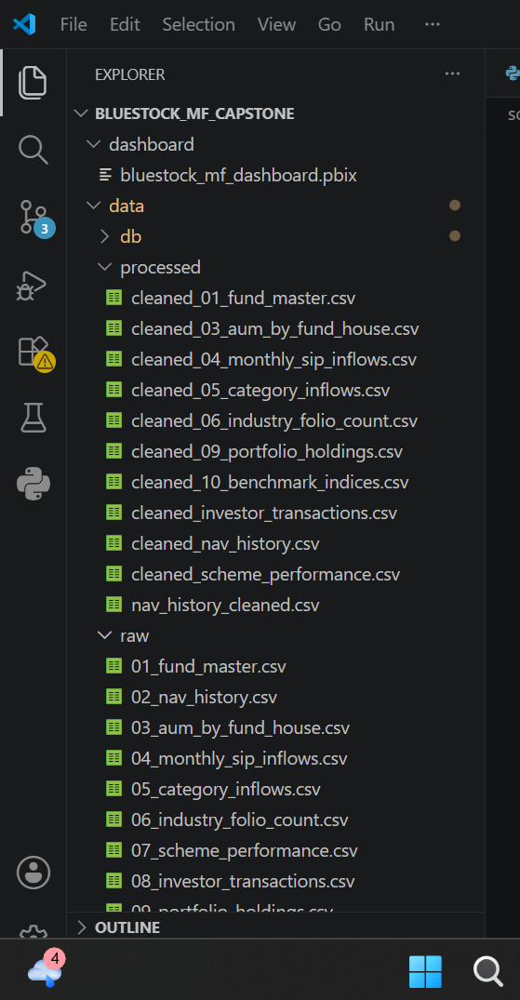 File Edit Selection View Go Run ...
EXPLORER ...
BLUESTOCK_MF_CAPSTONE
dashboard
bluestock_mf_dashboard.pbix
data
3
db
processed
cleaned_01_fund_master.csv
cleaned_03_aum_by_fund_house.csv
cleaned_04_monthly_sip_inflows.csv
cleaned_05_category_inflows.csv
cleaned_06_industry_folio_count.csv
cleaned_09_portfolio_holdings.csv
cleaned_10_benchmark_indices.csv
cleaned_investor_transactions.csv
cleaned_nav_history.csv
cleaned_scheme_performance.csv
nav_history_cleaned.csv
raw
01_fund_master.csv
02_nav_history.csv
03_aum_by_fund_house.csv
04_monthly_sip_inflows.csv
05_category_inflows.csv
06_industry_folio_count.csv
07_scheme_performance.csv
08_investor_transactions.csv
09_portfolio_holdings.csv
OUTLINE
4